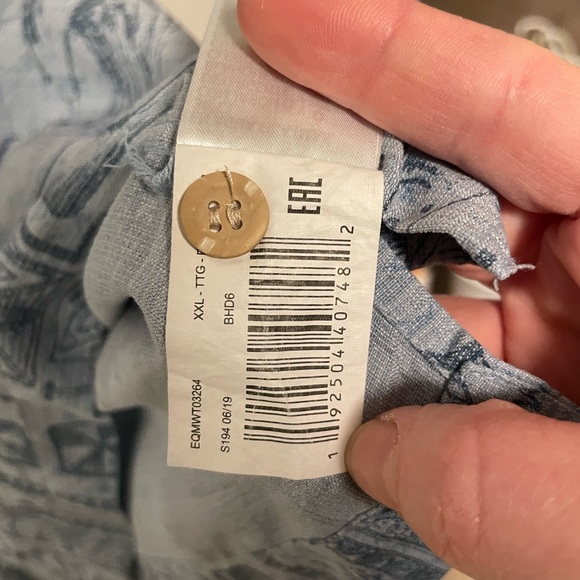 EAC
XXL - TTG -
BHD6
EQMWT03264
S194 06/19
1 92504 40748 2